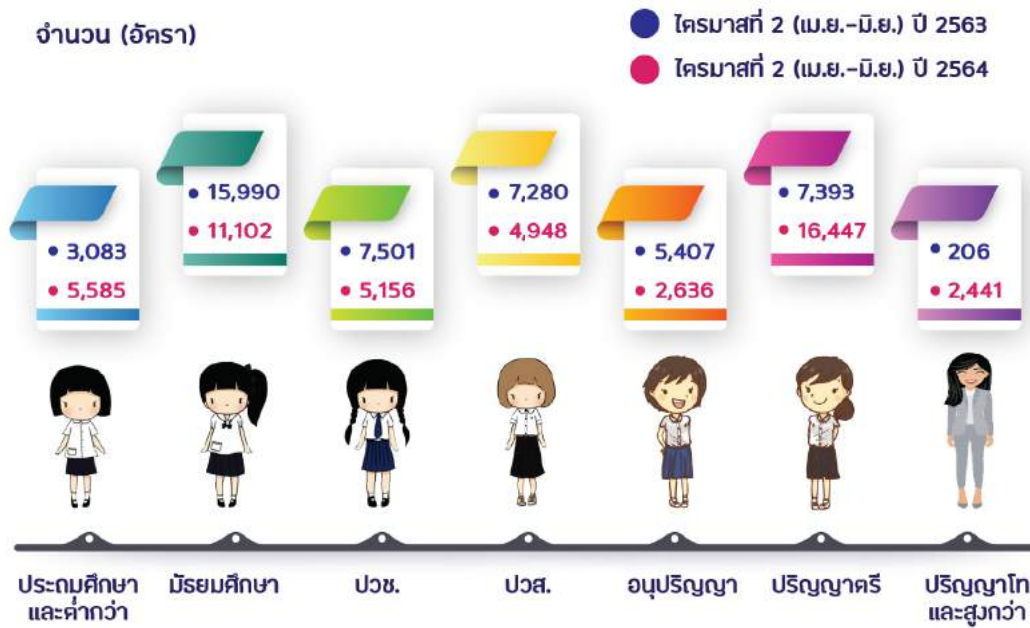 จำนวน (อัตรา)
ไตรมาสที่ 2 (เม.ย.-มิ.ย.) ปี 2563
ไตรมาสที่ 2 (เม.ย.-มิ.ย.) ปี 2564
• 3,083
• 5,585
• 15,990
• 11,102
• 7,501
• 5,156
• 7,280
• 4,948
• 5,407
• 2,636
• 7,393
• 16,447
• 206
• 2,441
ประถมศึกษา
และต่ำกว่า
มัธยมศึกษา
ปวช.
ปวส.
อนุปริญญา
ปริญญาตรี
ปริญญาโท
และสูงกว่า